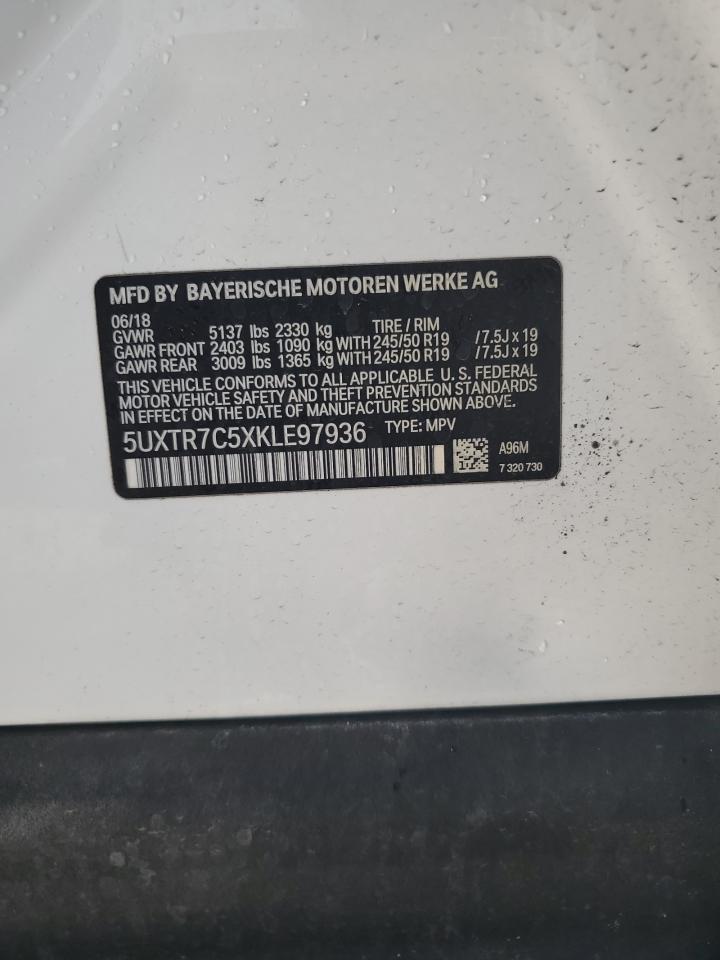 MFD BY BAYERISCHE MOTOREN WERKE AG
06/18
GVWR 5137 lbs 2330 kg TIRE / RIM
GAWR FRONT 2403 lbs 1090 kg WITH 245/50 R19 /7.5J x 19
GAWR REAR 3009 lbs 1365 kg WITH 245/50 R19 /7.5J x 19
THIS VEHICLE CONFORMS TO ALL APPLICABLE U. S. FEDERAL
MOTOR VEHICLE SAFETY AND THEFT PREVENTION STANDARDS
IN EFFECT ON THE DATE OF MANUFACTURE SHOWN ABOVE.
5UXTR7C5XKLE97936 TYPE: MPV
A96M
7 320 730